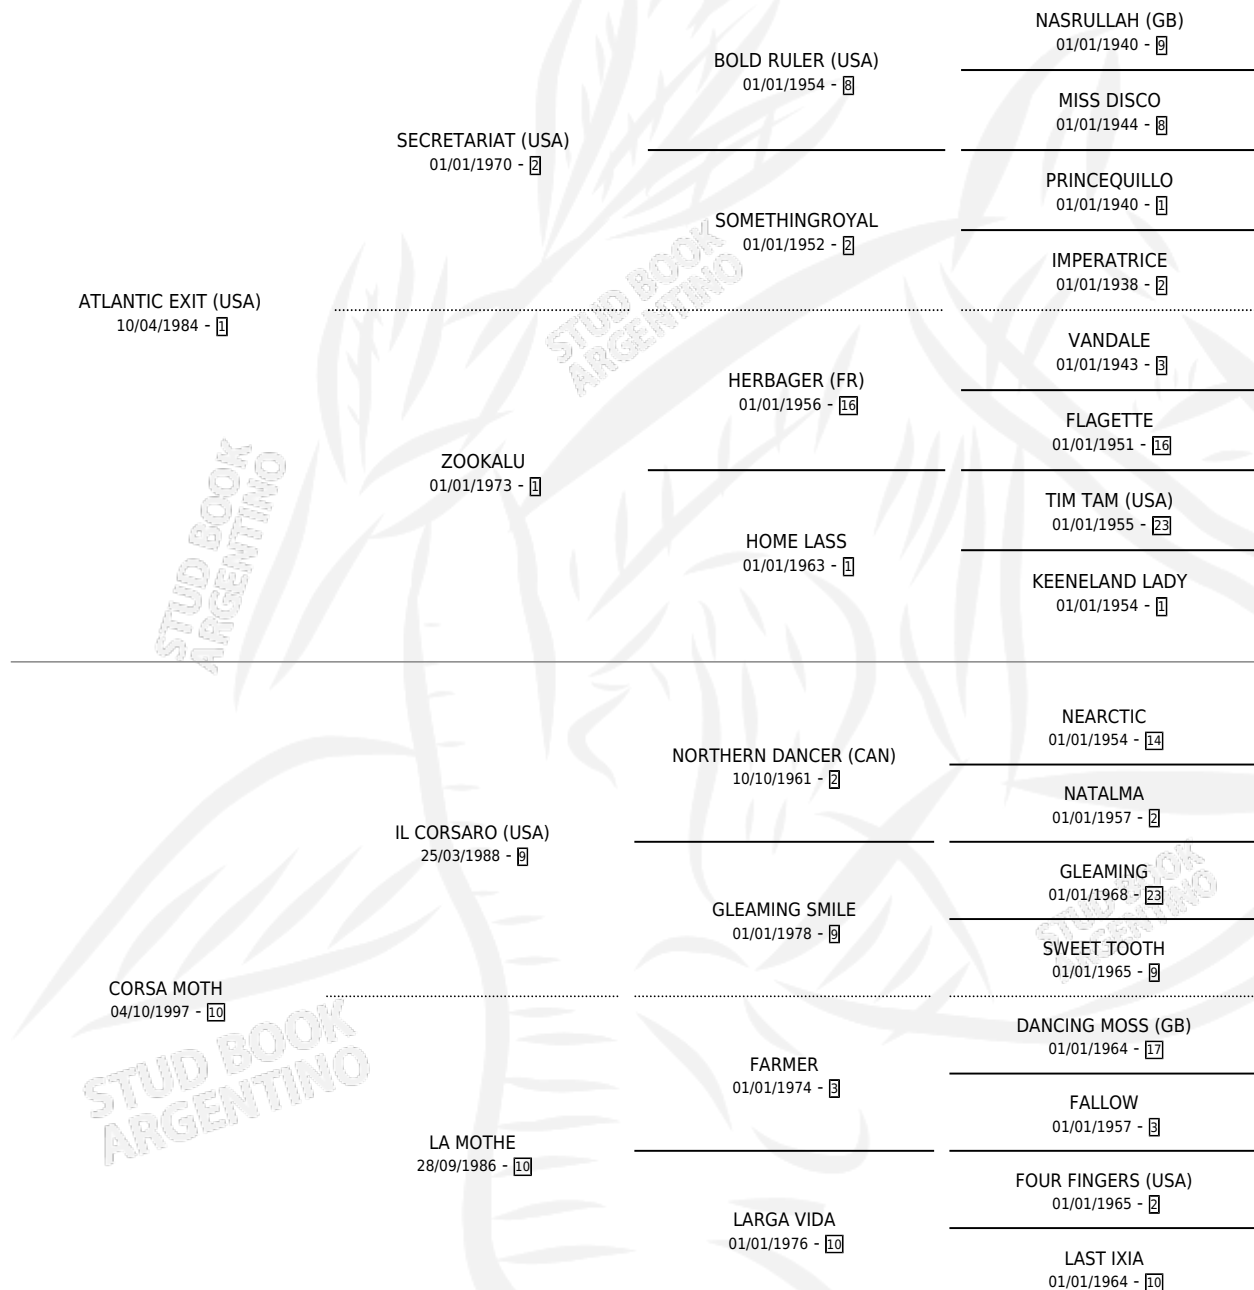 NASRULLAH (GB)
01/01/1940 - 9
BOLD RULER (USA)
01/01/1954 - 8
MISS DISCO
01/01/1944 - 8
SECRETARIAT (USA)
01/01/1970 - 2
PRINCEQUILLO
01/01/1940 - 1
SOMETHINGROYAL
01/01/1952 - 2
IMPERATRICE
01/01/1938 - 2
ATLANTIC EXIT (USA)
10/04/1984 - 1
VANDALE
01/01/1943 - 3
HERBAGER (FR)
01/01/1956 - 16
FLAGETTE
01/01/1951 - 16
ZOOKALU
01/01/1973 - 1
TIM TAM (USA)
01/01/1955 - 23
HOME LASS
01/01/1963 - 1
KEENELAND LADY
01/01/1954 - 1
NEARCTIC
01/01/1954 - 14
NORTHERN DANCER (CAN)
10/10/1961 - 2
NATALMA
01/01/1957 - 2
IL CORSARO (USA)
25/03/1988 - 9
GLEAMING
01/01/1968 - 23
GLEAMING SMILE
01/01/1978 - 9
SWEET TOOTH
01/01/1965 - 9
CORSA MOTH
04/10/1997 - 10
DANCING MOSS (GB)
01/01/1964 - 17
FARMER
01/01/1974 - 3
FALLOW
01/01/1957 - 3
LA MOTHE
28/09/1986 - 10
FOUR FINGERS (USA)
01/01/1965 - 2
LARGA VIDA
01/01/1976 - 10
LAST IXIA
01/01/1964 - 10
STUD BOOK
ARGENTINO
STUD BOOK
ARGENTINO
STUD BOOK
ARGENTINO
STUD BOOK
ARGENTINO